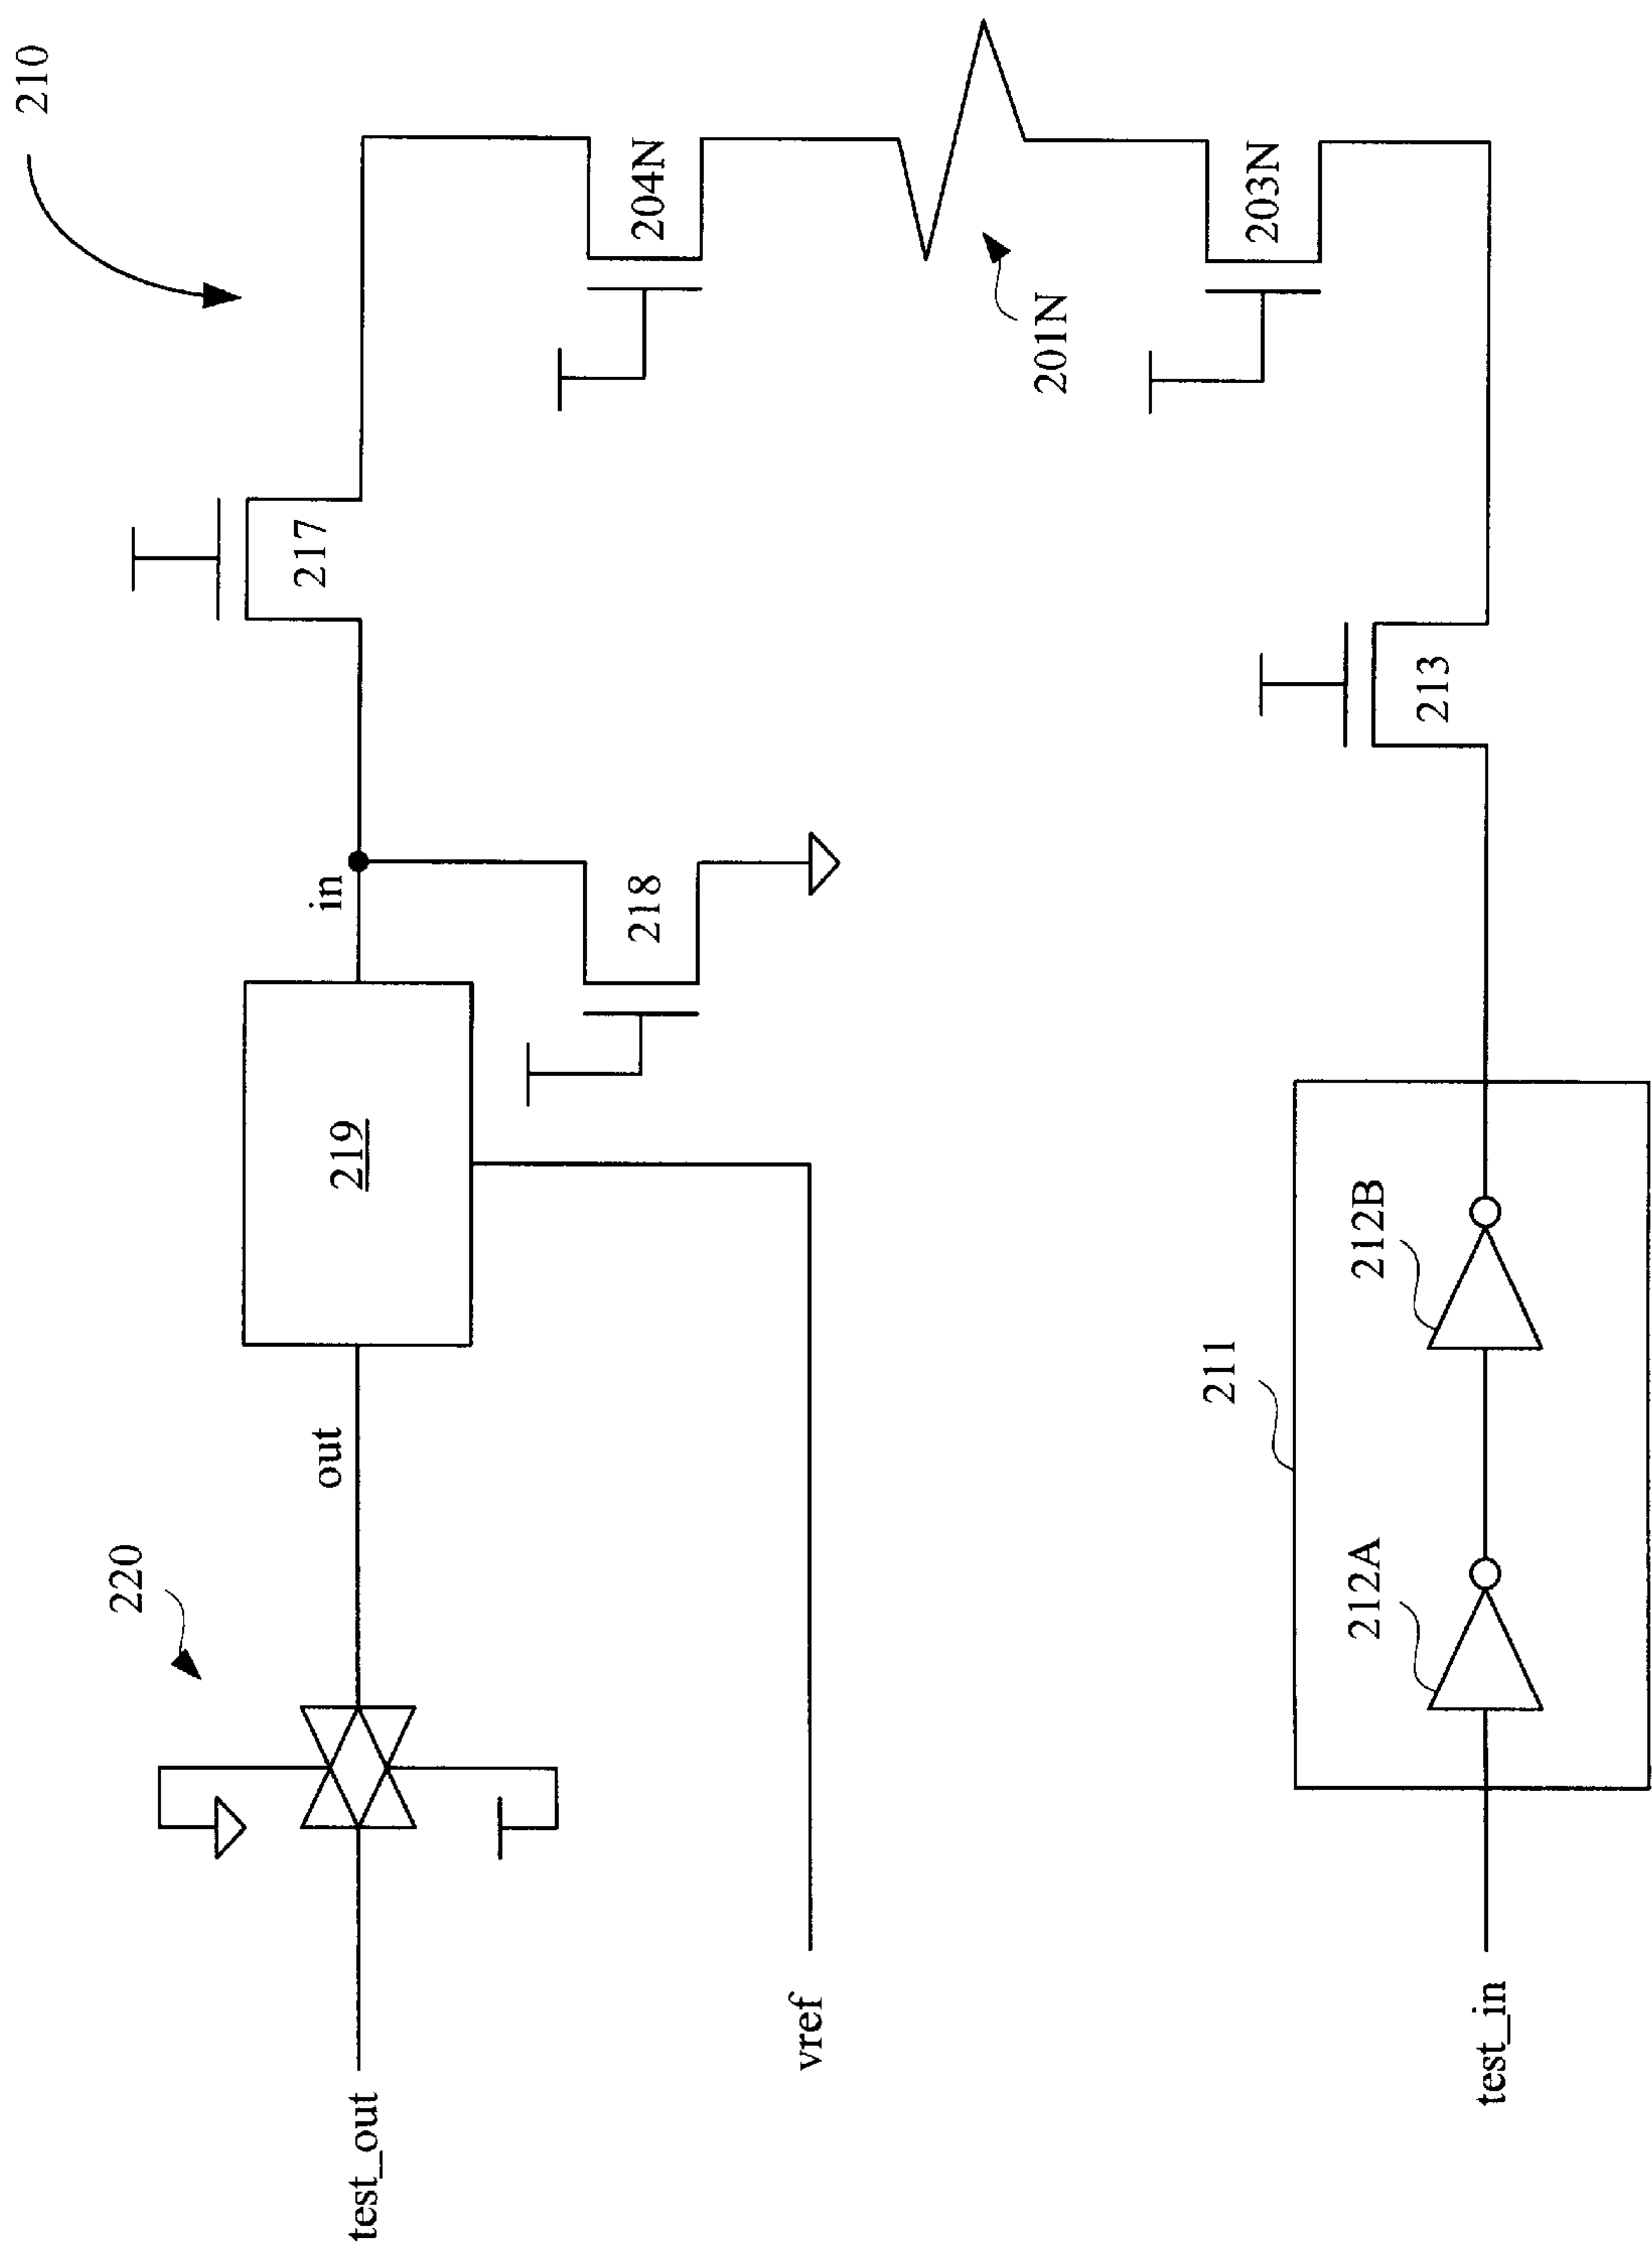 210
204N
201N
203N
217
213
in
218
219
out
220
212B
211
212A
vref
test_out
test_in